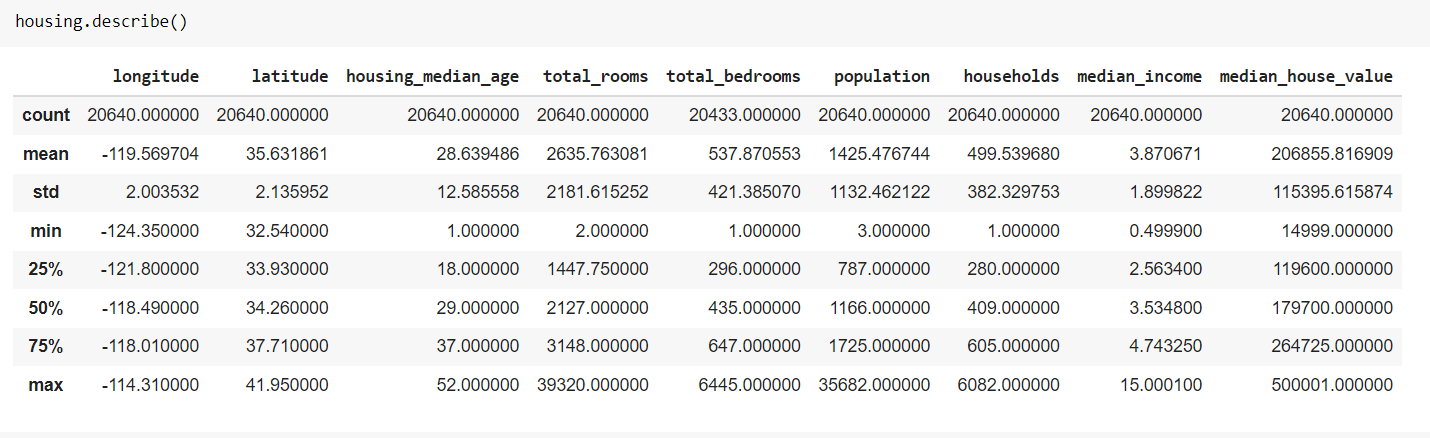 housing.describe()
longitude latitude housing_median_age total_rooms total_bedrooms population households median_income median_house_value
count 20640.000000 20640.000000 20640.000000 20640.000000 20433.000000 20640.000000 20640.000000 20640.000000 20640.000000
mean -119.569704 35.631861 28.639486 2635.763081 537.870553 1425.476744 499.539680 3.870671 206855.816909
std 2.003532 2.135952 12.585558 2181.615252 421.385070 1132.462122 382.329753 1.899822 115395.615874
min -124.350000 32.540000 1.000000 2.000000 1.000000 3.000000 1.000000 0.499900 14999.000000
25% -121.800000 33.930000 18.000000 1447.750000 296.000000 787.000000 280.000000 2.563400 119600.000000
50% -118.490000 34.260000 29.000000 2127.000000 435.000000 1166.000000 409.000000 3.534800 179700.000000
75% -118.010000 37.710000 37.000000 3148.000000 647.000000 1725.000000 605.000000 4.743250 264725.000000
max -114.310000 41.950000 52.000000 39320.000000 6445.000000 35682.000000 6082.000000 15.000100 500001.000000